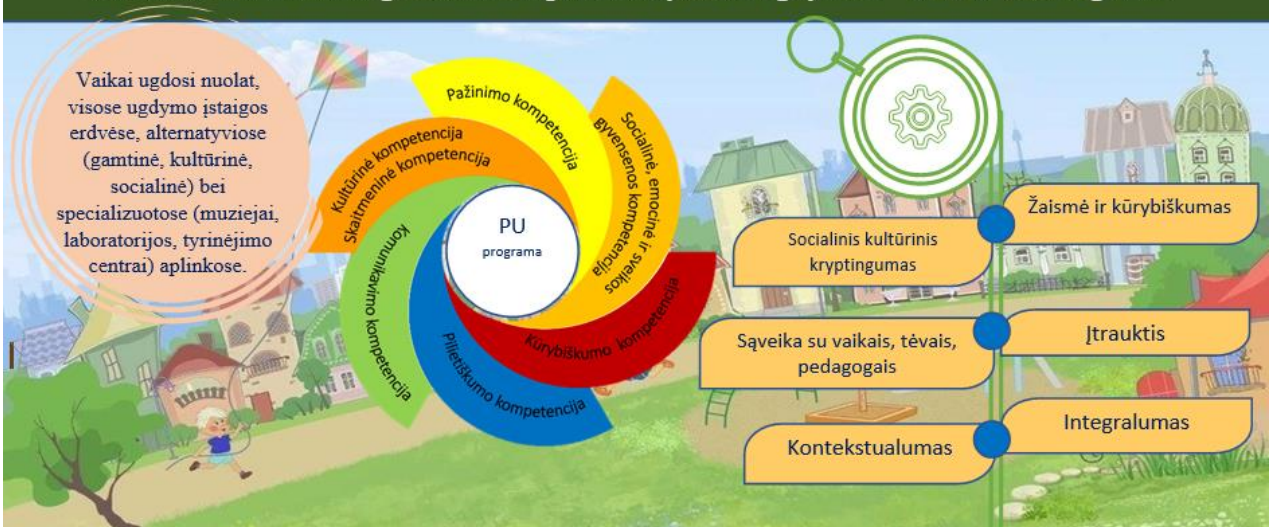 Vaikai ugdosi nuolat,
visose ugdymo įstaigos
erdvėse, alternatyviose
(gamtinė, kultūrinė,
socialinė) bei
specializuotose (muziejai,
laboratorijos, tyrinėjimo
centrai) aplinkose.
Pažinimo kompetencija
Socialinė, emocinė ir sveikos
gyvensenos kompetencija
Kultūrinė kompetencija
Skaitmeninė kompetencija
PU
programa
Komunikavimo kompetencija
Pilietiškumo kompetencija
Kūrybiškumo kompetencija
Žaismė ir kūrybiškumas
Socialinis kultūrinis
kryptingumas
Įtrauktis
Sąveika su vaikais, tėvais,
pedagogais
Integralumas
Kontekstualumas